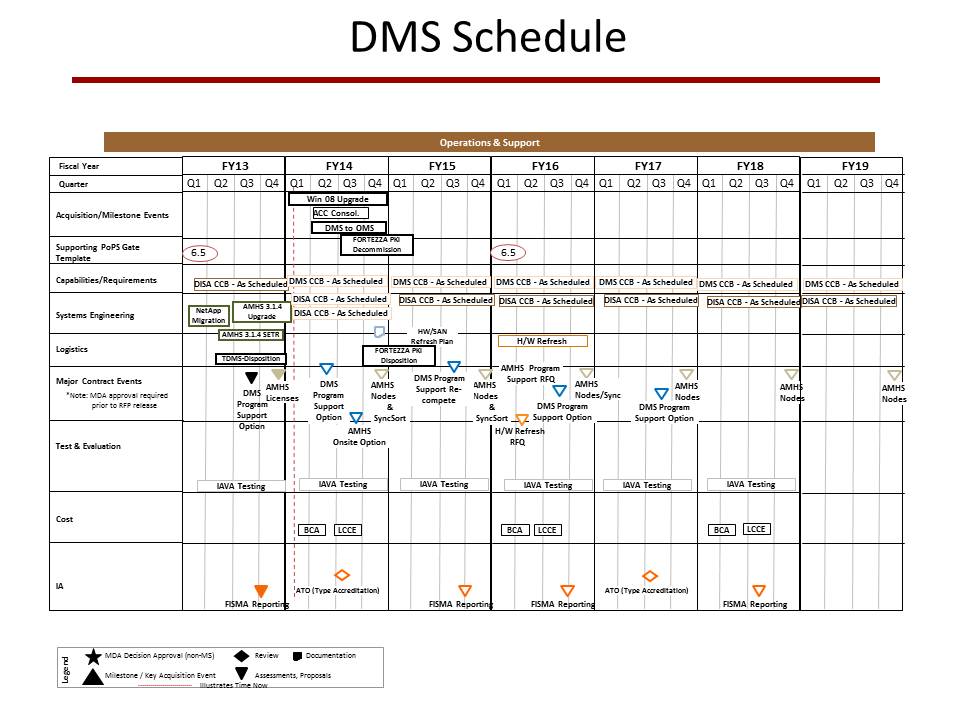 DMS Schedule
Operations & Support
Fiscal Year FY13 FY14 FY15 FY16 FY17 FY18 FY19
Quarter Q1 Q2 Q3 Q4 Q1 Q2 Q3 Q4 Q1 Q2 Q3 Q4 Q1 Q2 Q3 Q4 Q1 Q2 Q3 Q4 Q1 Q2 Q3 Q4 Q1 Q2 Q3 Q4
Win 08 Upgrade
Acquisition/Milestone Events
ACC Consol.
DMS to OMS
Supporting PoPS Gate
Template
6.5
FORTEZZA PKI
Decommission
6.5
Capabilities/Requirements
DISA CCB - As Scheduled
DMS CCB - As Scheduled
DMS CCB - As Scheduled
DMS CCB - As Scheduled
DMS CCB - As Scheduled
DMS CCB - As Scheduled
DMS CCB - As Scheduled
Systems Engineering
NetApp
Migration
AMHS 3.1.4
Upgrade
DISA CCB - As Scheduled
DISA CCB - As Scheduled
DISA CCB - As Scheduled
DISA CCB - As Scheduled
DISA CCB - As Scheduled
DISA CCB - As Scheduled
DISA CCB - As Scheduled
AMHS 3.1.4 SETR
Logistics
TDMS-Disposition
FORTEZZA PKI
Disposition
HW/SAN
Refresh Plan
H/W Refresh
Major Contract Events
*Note: MDA approval required
prior to RFP release
DMS
Program
Support
Option
AMHS
Licenses
DMS
Program
Support
Option
AMHS
Onsite Option
AMHS
Nodes
&
SyncSort
DMS Program
Support Re-
compete
AMHS
Nodes
&
SyncSort
AMHS Program
Support RFQ
H/W Refresh
RFQ
DMS Program
Support Option
AMHS
Nodes/Sync
DMS Program
Support Option
AMHS
Nodes
AMHS
Nodes
AMHS
Nodes
Test & Evaluation
IAVA Testing
IAVA Testing
IAVA Testing
IAVA Testing
IAVA Testing
IAVA Testing
Cost
BCA LCCE
BCA LCCE
BCA LCCE
IA
FISMA Reporting
ATO (Type Accreditation)
FISMA Reporting
FISMA Reporting
ATO (Type Accreditation)
FISMA Reporting
Legend
MDA Decision Approval (non-MS)
Review
Documentation
Milestone / Key Acquisition Event
Assessments, Proposals
Illustrates Time Now